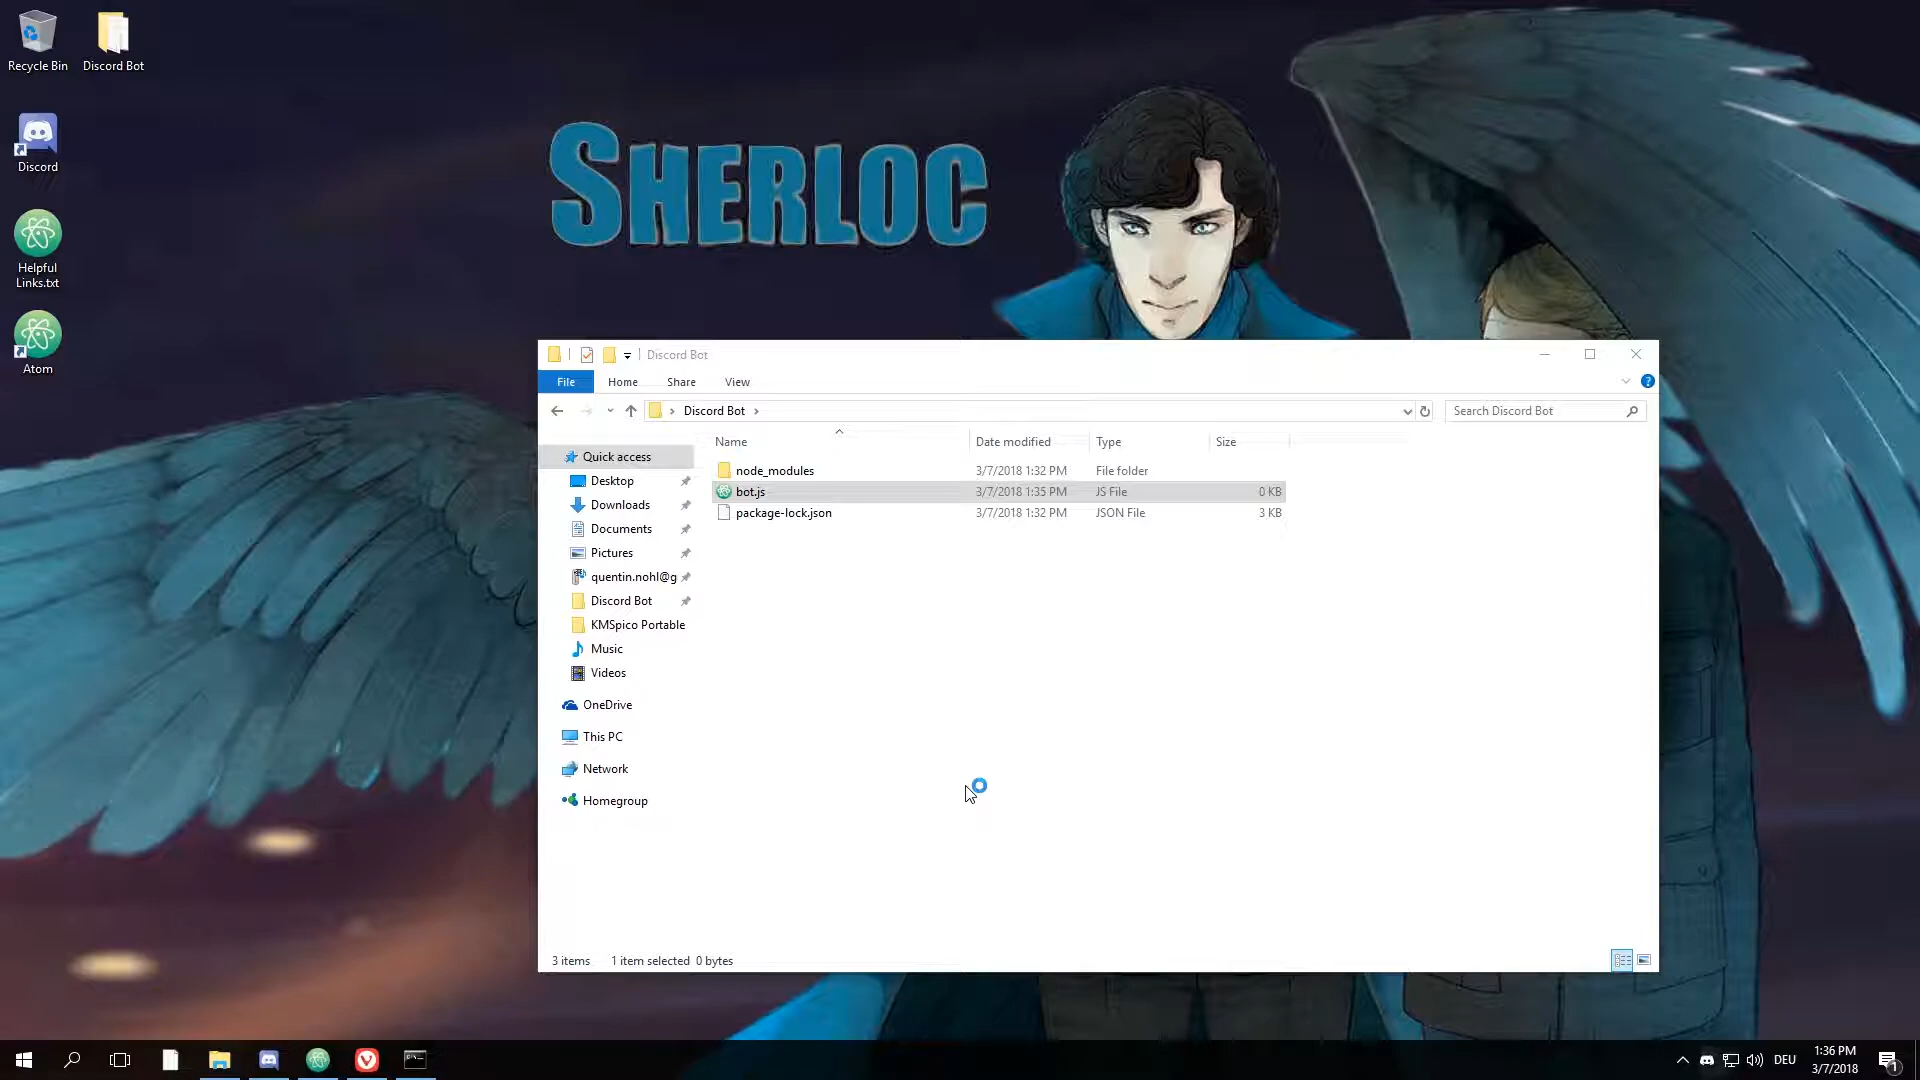 Recycle Bin
Discord Bot
Discord
Helpful
Links.txt
Atom
SHERLOC
Discord Bot
File
Home
Share
View
Discord Bot
Search Discord Bot
Name
Date modified
Type
Size
Quick access
Desktop
Downloads
Documents
Pictures
quentin.nohl@g
Discord Bot
KMSpico Portable
Music
Videos
OneDrive
This PC
Network
Homegroup
node_modules 3/7/2018 1:32 PM File folder
bot.js 3/7/2018 1:35 PM JS File 0 KB
package-lock.json 3/7/2018 1:32 PM JSON File 3 KB
3 items 1 item selected 0 bytes
DEU
1:36 PM
3/7/2018
1